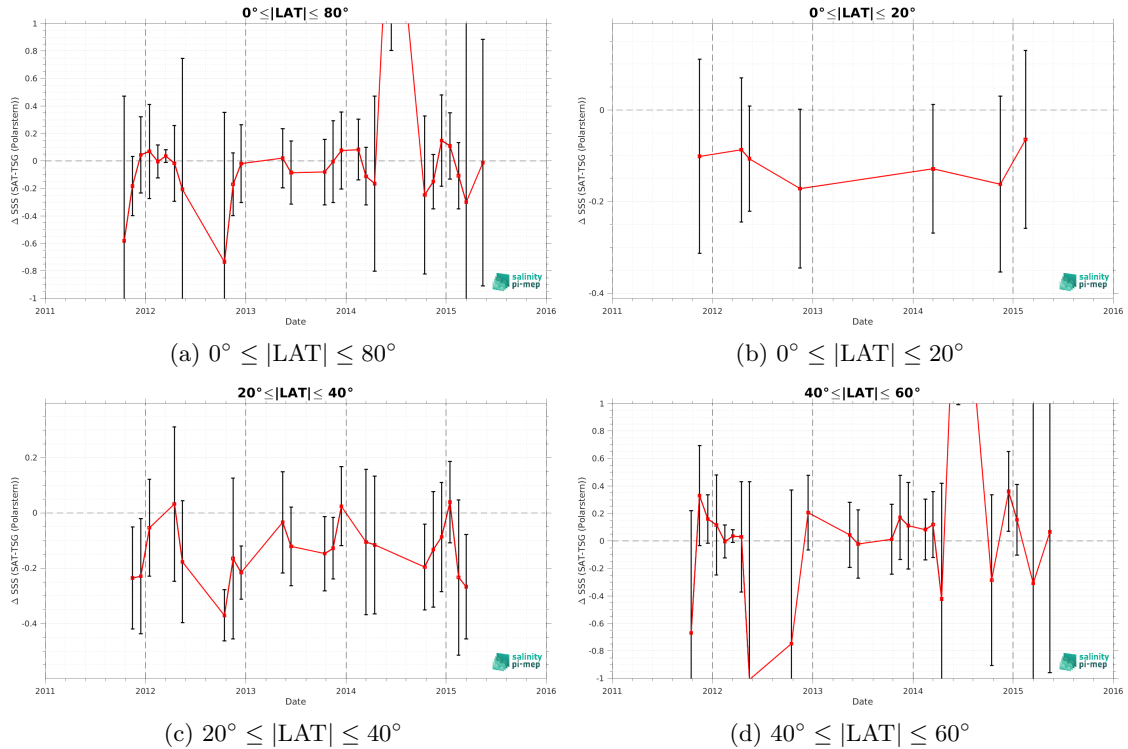 0°≤|LAT|≤ 80°
Δ SSS (SAT-TSG (Polarstern))
1
0.8
0.6
0.4
0.2
0
-0.2
-0.4
-0.6
-0.8
-1
salinity
pi-mep
2011 2012 2013 2014 2015 2016
Date
(a) 0° ≤ |LAT| ≤ 80°
0°≤|LAT|≤ 20°
Δ SSS (SAT-TSG (Polarstern))
0
-0.2
-0.4
salinity
pi-mep
2011 2012 2013 2014 2015 2016
Date
(b) 0° ≤ |LAT| ≤ 20°
20°≤|LAT|≤ 40°
Δ SSS (SAT-TSG (Polarstern))
0.2
0
-0.2
-0.4
salinity
pi-mep
2011 2012 2013 2014 2015 2016
Date
(c) 20° ≤ |LAT| ≤ 40°
40°≤|LAT|≤ 60°
Δ SSS (SAT-TSG (Polarstern))
1
0.8
0.6
0.4
0.2
0
-0.2
-0.4
-0.6
-0.8
-1
salinity
pi-mep
2011 2012 2013 2014 2015 2016
Date
(d) 40° ≤ |LAT| ≤ 60°